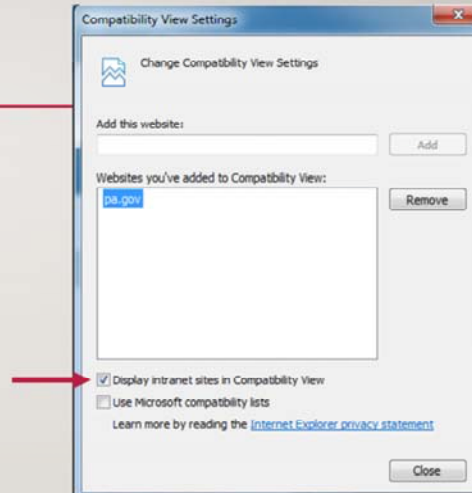 Compatibility View Settings
Change Compatibility View Settings
Add this website:
Add
Websites you've added to Compatibility View:
pa.gov
Remove
Display intranet sites in Compatibility View
Use Microsoft compatibility lists
Learn more by reading the Internet Explorer privacy statement
Close